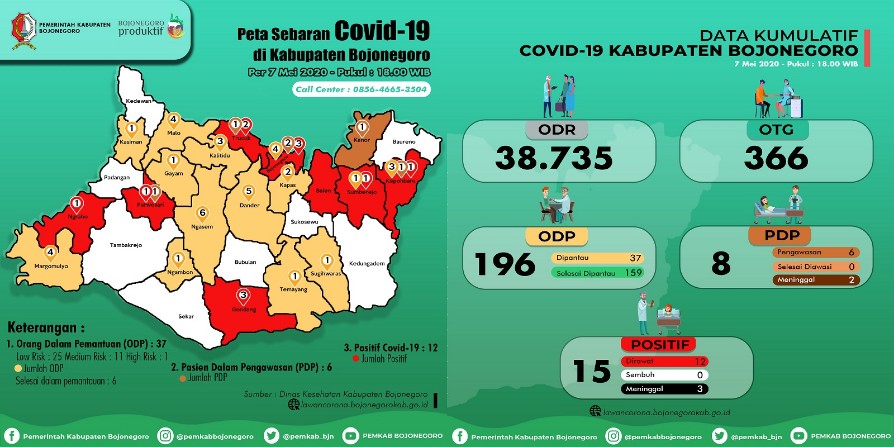 PEMERINTAH KABUPATEN
BOJONEGORO
BOJONEGORO
produktif
Peta Sebaran Covid-19
di Kabupaten Bojonegoro
Per 7 Mei 2020 - Pukul : 18.00 WIB
Call Center : 0856-4665-3504
Kedewan
4
Malo
1
Kasiman
1 2
Trucuk
3
Kalitidu
4 2 3
1
Kanor
Baureno
Padangan
1
Gayam
2
Kapas
Balen
1 1
Sumberejo
3 1 1
Kepohbaru
1 1
Purwosari
5
Dander
1
Ngraho
6
Ngasem
Sukosewu
Tambakrejo
4
Margomulyo
1
Ngambon
Bubulan
1
Temayang
1
Sugihwaras
Kedungadem
3
Gondang
Sekar
Keterangan :
1. Orang Dalam Pemantuan (ODP) : 37
Low Risk : 25 Medium Risk : 11 High Risk : 1
Jumlah ODP
Selesai dalam pemantauan : 6
2. Pasien Dalam Pengawasan (PDP) : 6
Jumlah PDP
3. Positif Covid-19 : 12
Jumlah Positif
Sumber : Dinas Kesehatan Kabupaten Bojonegoro
lawancorona.bojonegorokab.go.id
Pemerintah Kabupaten Bojonegoro
@pemkabbojonegoro
@pemkab_bjn
PEMKAB BOJONEGORO
DATA KUMULATIF
COVID-19 KABUPATEN BOJONEGORO
7 Mei 2020 - Pukul : 18.00 WIB
ODR
38.735
OTG
366
ODP
196
Dipantau 37
Selesai Dipantau 159
PDP
8
Pengawasan 6
Selesai Diawasi 0
Meninggal 2
POSITIF
15
Dirawat 12
Sembuh 0
Meninggal 3
lawancorona.bojonegorokab.go.id
Pemerintah Kabupaten Bojonegoro
@pemkabbojonegoro
@pemkab_bjn
PEMKAB BOJONEGORO